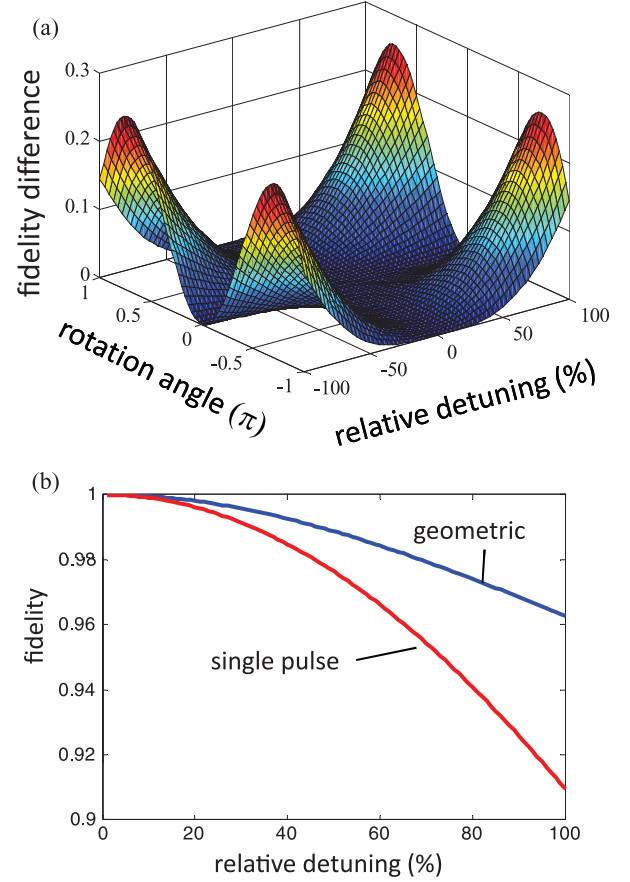 (a)
fidelity difference
0.3
0.2
0.1
0
1
0.5
0
-0.5
-1
rotation angle (π)
-100
-50
0
50
100
relative detuning (%)
(b)
fidelity
1
0.98
0.96
0.94
0.92
0.9
geometric
single pulse
0
20
40
60
80
100
relative detuning (%)